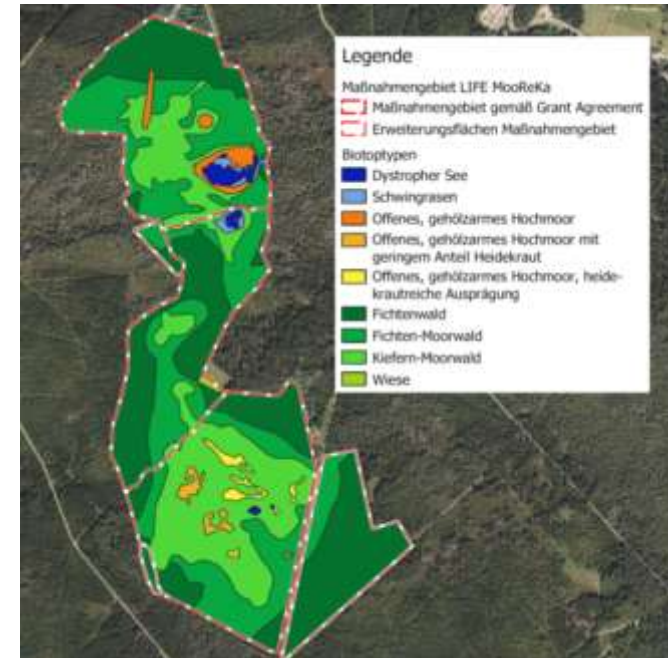 Legende
Maßnahmengebiet LIFE MooReKa
Maßnahmengebiet gemäß Grant Agreement
Erweiterungsflächen Maßnahmengebiet
Biotoptypen
Dystropher See
Schwingrasen
Offenes, gehölzarmes Hochmoor
Offenes, gehölzarmes Hochmoor mit
geringem Anteil Heidekraut
Offenes, gehölzarmes Hochmoor, heide-
krautreiche Ausprägung
Fichtenwald
Fichten-Moorwald
Kiefern-Moorwald
Wiese